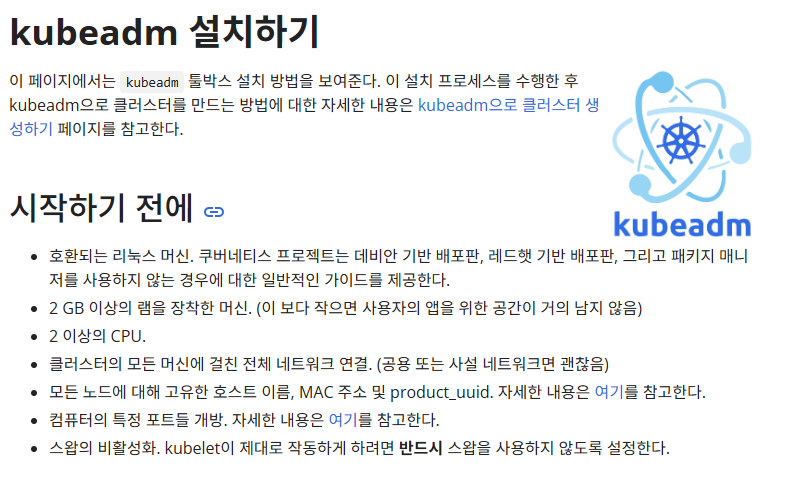 kubeadm 설치하기
이 페이지에서는 kubeadm 툴박스 설치 방법을 보여준다. 이 설치 프로세스를 수행한 후
kubeadm으로 클러스터를 만드는 방법에 대한 자세한 내용은 kubeadm으로 클러스터 생
성하기 페이지를 참고한다.
kubeadm
시작하기 전에
• 호환되는 리눅스 머신. 쿠버네티스 프로젝트는 데비안 기반 배포판, 레드햇 기반 배포판, 그리고 패키지 매니
저를 사용하지 않는 경우에 대한 일반적인 가이드를 제공한다.
• 2 GB 이상의 램을 장착한 머신. (이 보다 작으면 사용자의 앱을 위한 공간이 거의 남지 않음)
• 2 이상의 CPU.
• 클러스터의 모든 머신에 걸친 전체 네트워크 연결. (공용 또는 사설 네트워크면 괜찮음)
• 모든 노드에 대해 고유한 호스트 이름, MAC 주소 및 product_uuid. 자세한 내용은 여기를 참고한다.
• 컴퓨터의 특정 포트들 개방. 자세한 내용은 여기를 참고한다.
• 스왑의 비활성화. kubelet이 제대로 작동하게 하려면 반드시 스왑을 사용하지 않도록 설정한다.